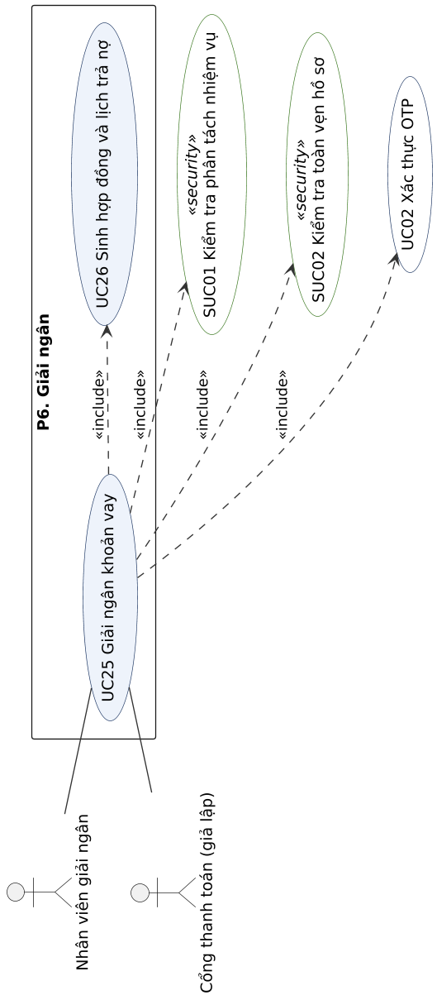 P6. Giải ngân
UC26 Sinh hợp đồng và lịch trả nợ
«security»
SUC01 Kiểm tra phân tách nhiệm vụ
«security»
SUC02 Kiểm tra toàn vẹn hồ sơ
UC02 Xác thực OTP
«include»
«include»
«include»
«include»
UC25 Giải ngân khoản vay
Nhân viên giải ngân
Cổng thanh toán (giả lập)